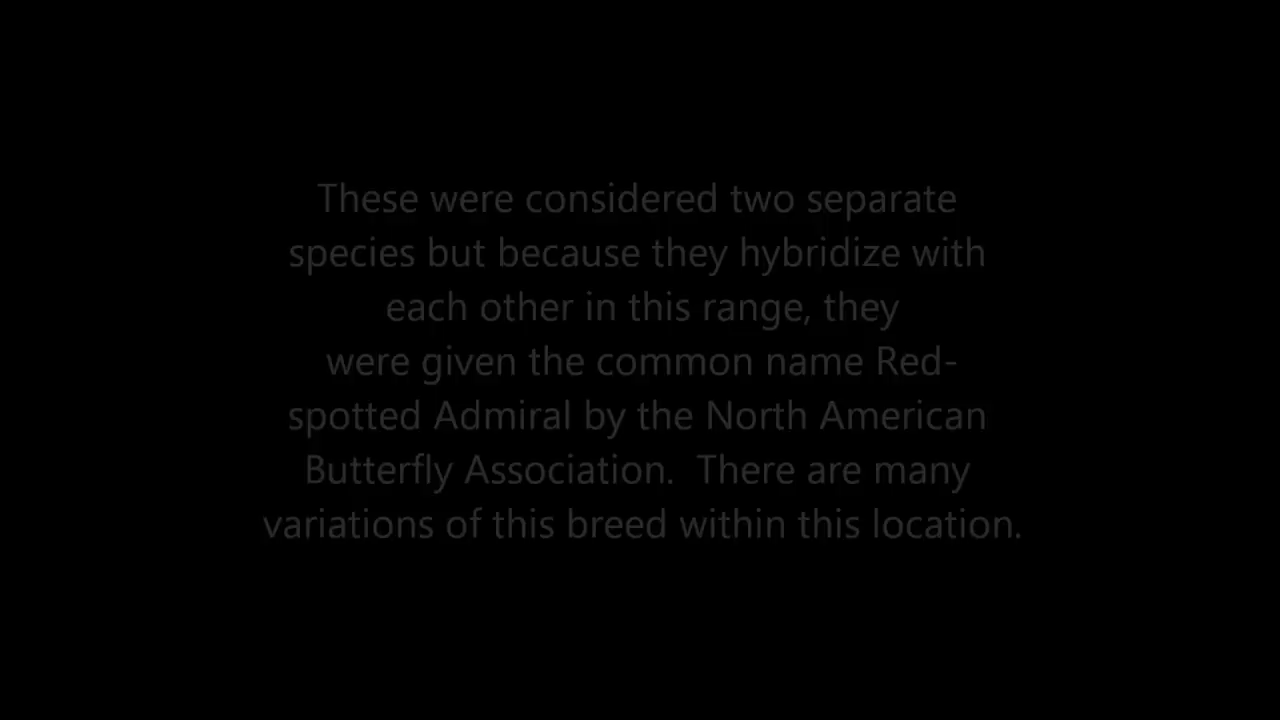 These were considered two separate
species but because they hybridize with
each other in this range, they
were given the common name Red-
spotted Admiral by the North American
Butterfly Association.  There are many
variations of this breed within this location.